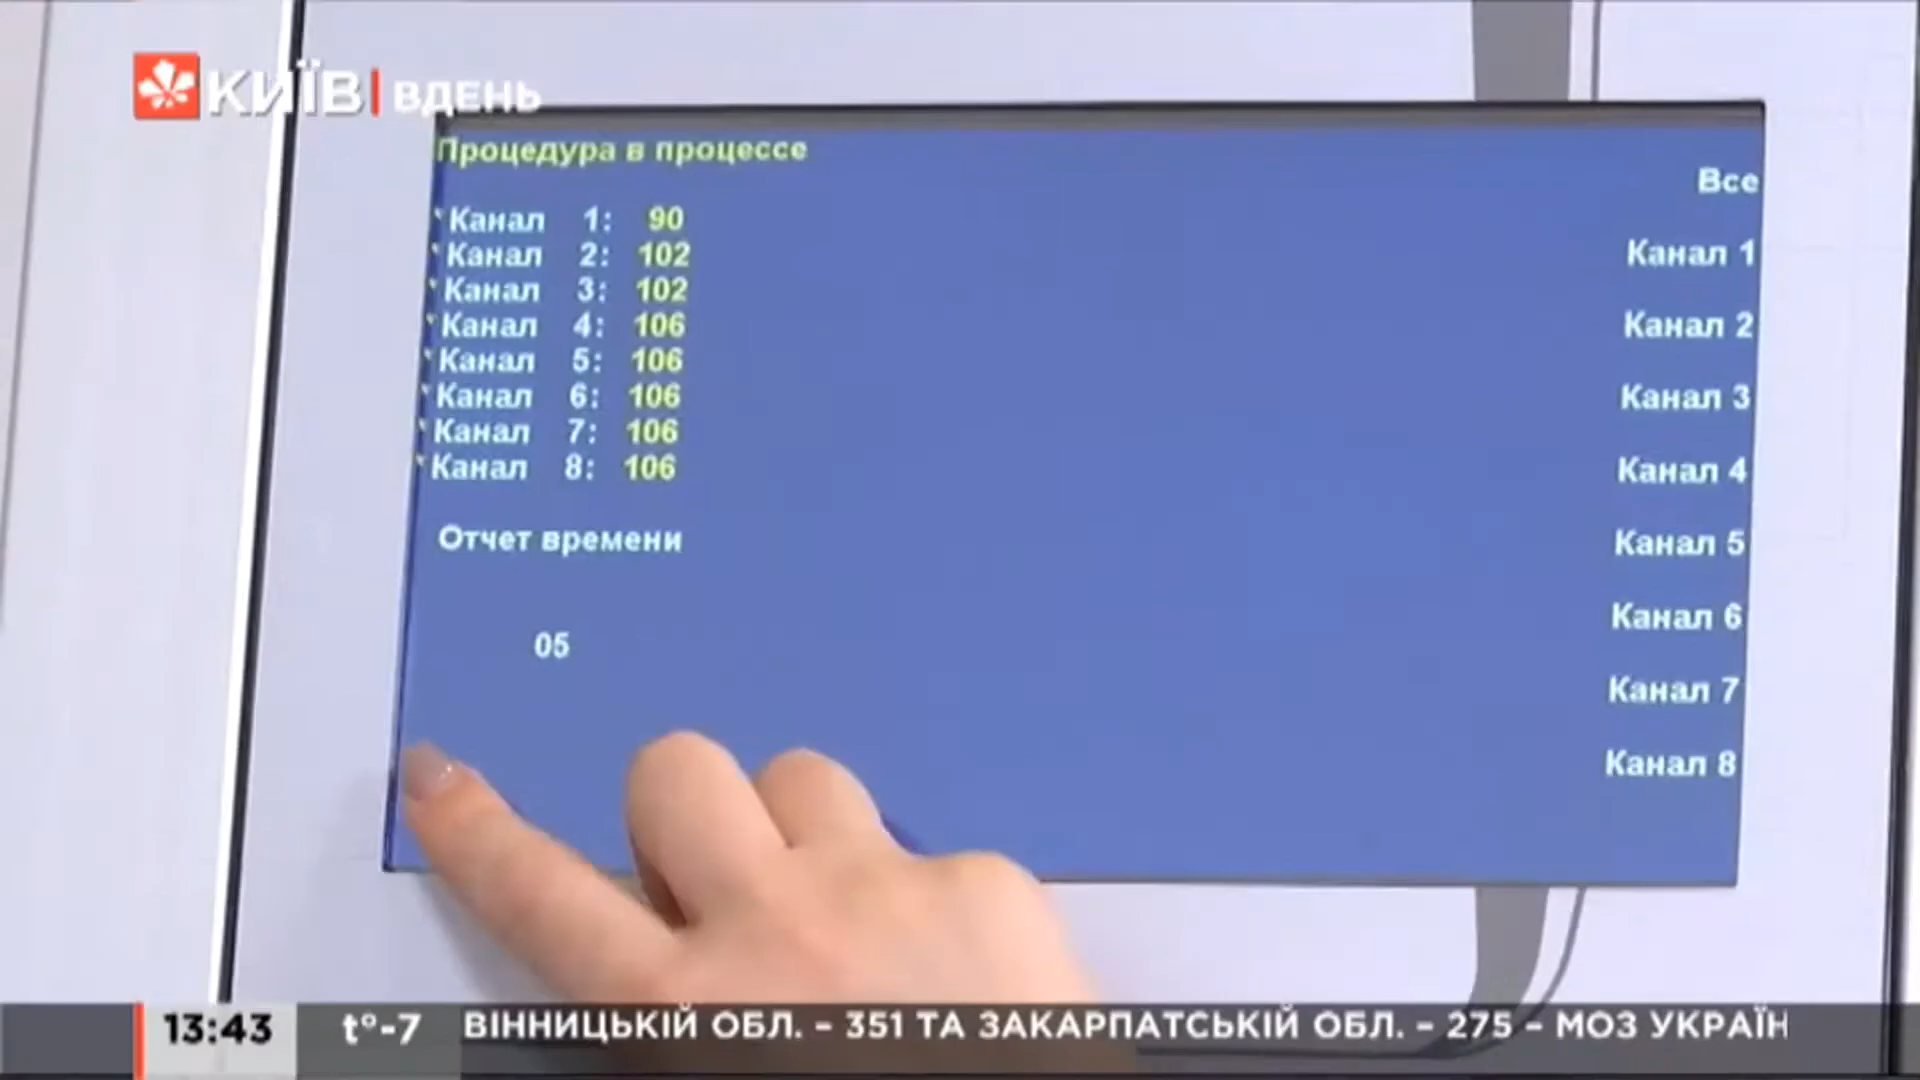 КИЇВ | ВДЕНЬ
Процедура в процессе
Канал 1: 90
Канал 2: 102
Канал 3: 102
Канал 4: 106
Канал 5: 106
Канал 6: 106
Канал 7: 106
Канал 8: 106
Отчет времени
05
Все
Канал 1
Канал 2
Канал 3
Канал 4
Канал 5
Канал 6
Канал 7
Канал 8
13:43 t°-7 ВІННИЦЬКІЙ ОБЛ. – 351 ТА ЗАКАРПАТСЬКІЙ ОБЛ. – 275 – МОЗ УКРАЇН